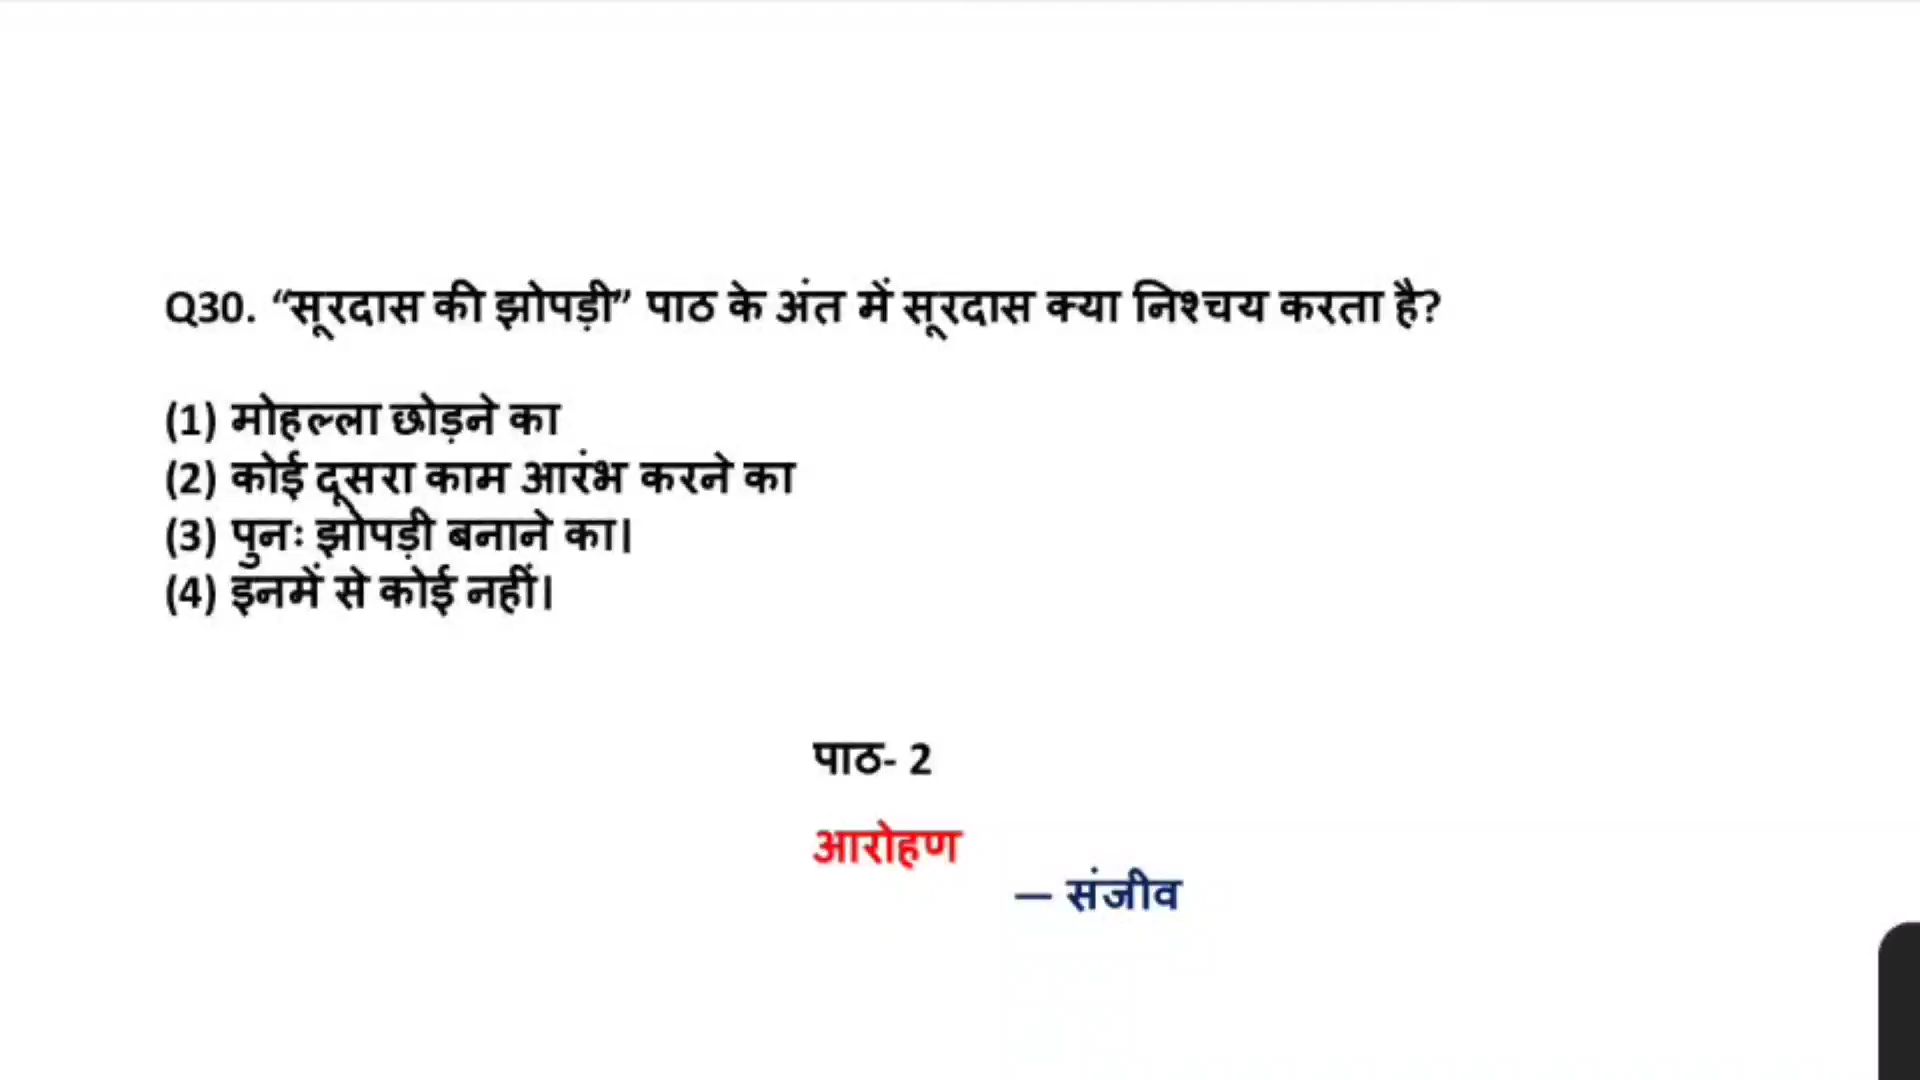 Q30. “सूरदास की झोपड़ी” पाठ के अंत में सूरदास क्या निश्चय करता है?
(1) मोहल्ला छोड़ने का
(2) कोई दूसरा काम आरंभ करने का
(3) पुनः झोपड़ी बनाने का।
(4) इनमें से कोई नहीं।
पाठ- 2
आरोहण
— संजीव